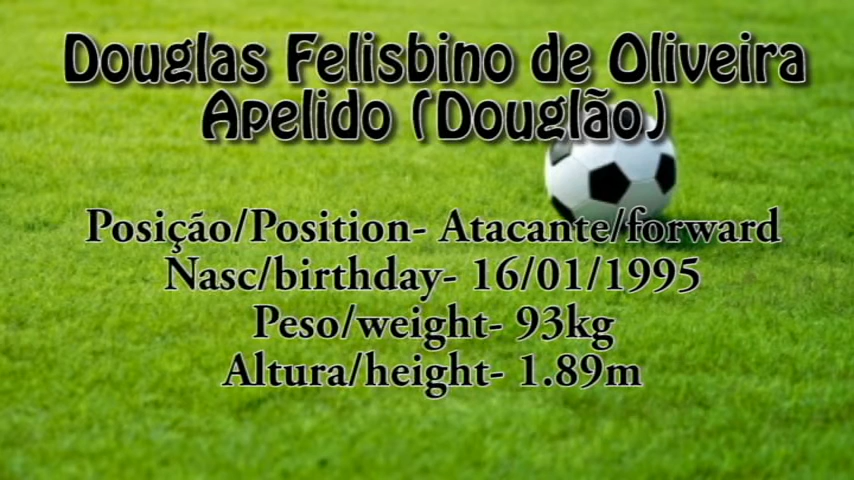 Douglas Felisbino de Oliveira
Apelido (Douglão)
Posição/Position- Atacante/forward
Nasc/birthday- 16/01/1995
Peso/weight- 93kg
Altura/height- 1.89m